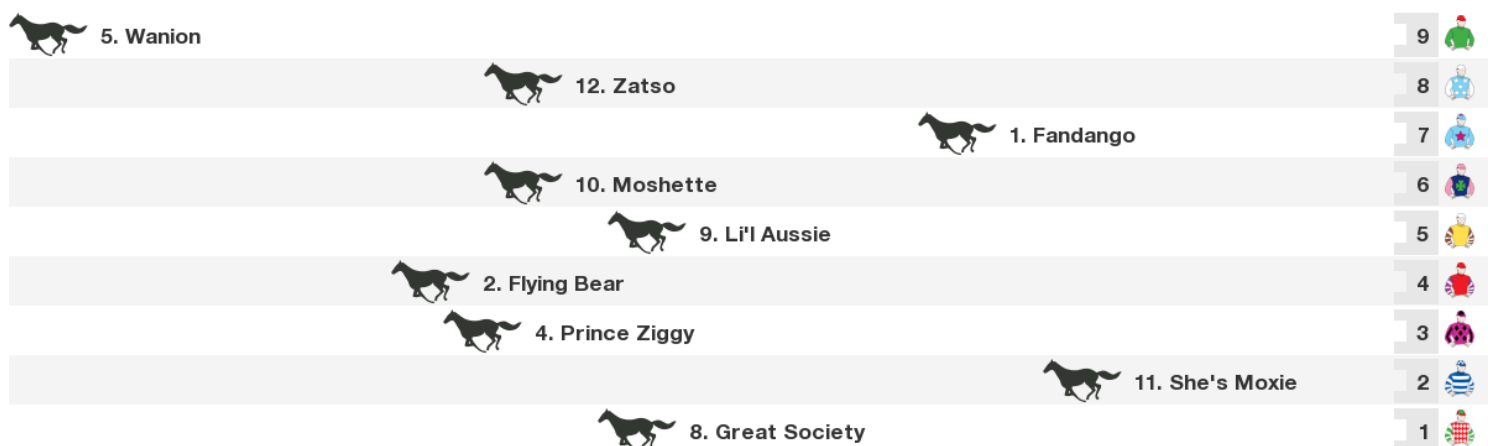 5. Wanion 9
12. Zatso 8
1. Fandango 7
10. Moshette 6
9. Li'l Aussie 5
2. Flying Bear 4
4. Prince Ziggy 3
11. She's Moxie 2
8. Great Society 1